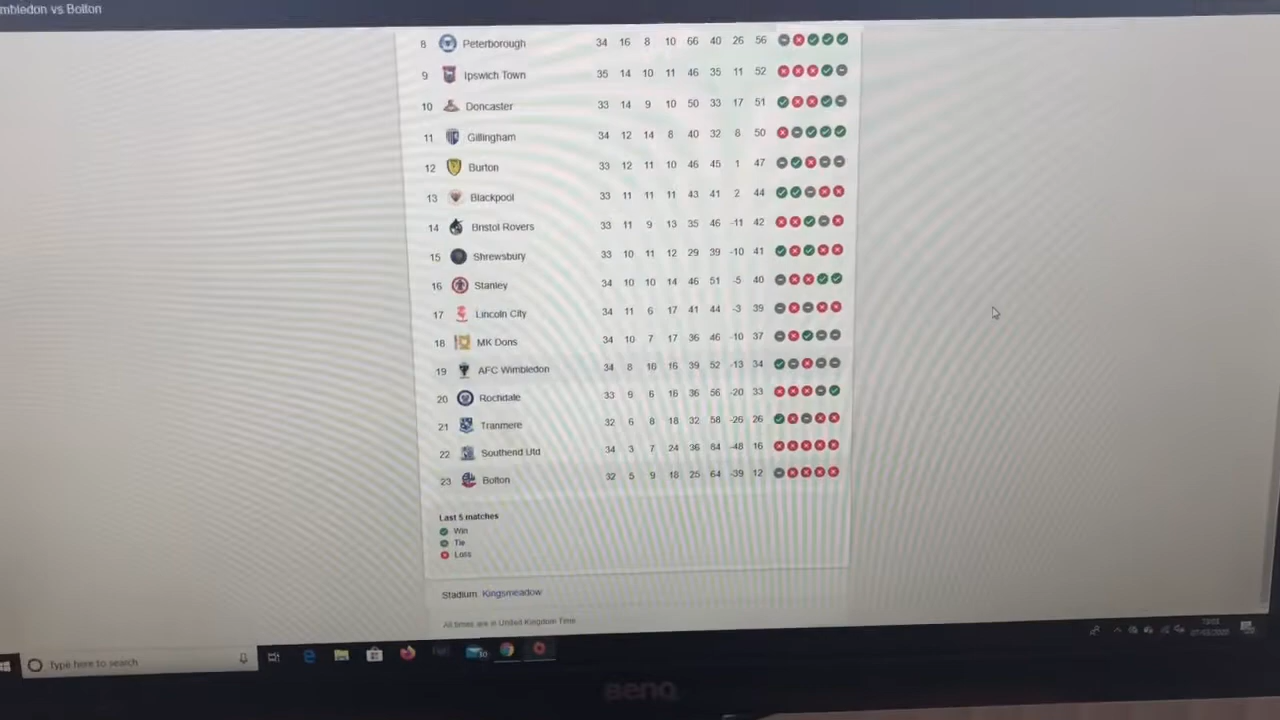 mbledon vs Bolton
8 Peterborough 34 16 8 10 66 40 26 56
9 Ipswich Town 35 14 10 11 46 35 11 52
10 Doncaster 33 14 9 10 50 33 17 51
11 Gillingham 34 12 14 8 40 32 8 50
12 Burton 33 12 11 10 46 45 1 47
13 Blackpool 33 11 11 11 43 41 2 44
14 Bristol Rovers 33 11 9 13 35 46 -11 42
15 Shrewsbury 33 10 11 12 29 39 -10 41
16 Stanley 34 10 10 14 46 51 -5 40
17 Lincoln City 34 11 6 17 41 44 -3 39
18 MK Dons 34 10 7 17 36 46 -10 37
19 AFC Wimbledon 34 8 10 16 39 52 -13 34
20 Rochdale 33 9 6 18 36 56 -20 33
21 Tranmere 32 6 8 18 32 58 -26 26
22 Southend Utd 34 3 7 24 36 84 -48 16
23 Bolton 32 5 9 18 25 64 -39 12
Last 5 matches
Win
Tie
Loss
Stadium: Kingsmeadow
All times are in United Kingdom Time
Type here to search
07/03/2020
BenQ